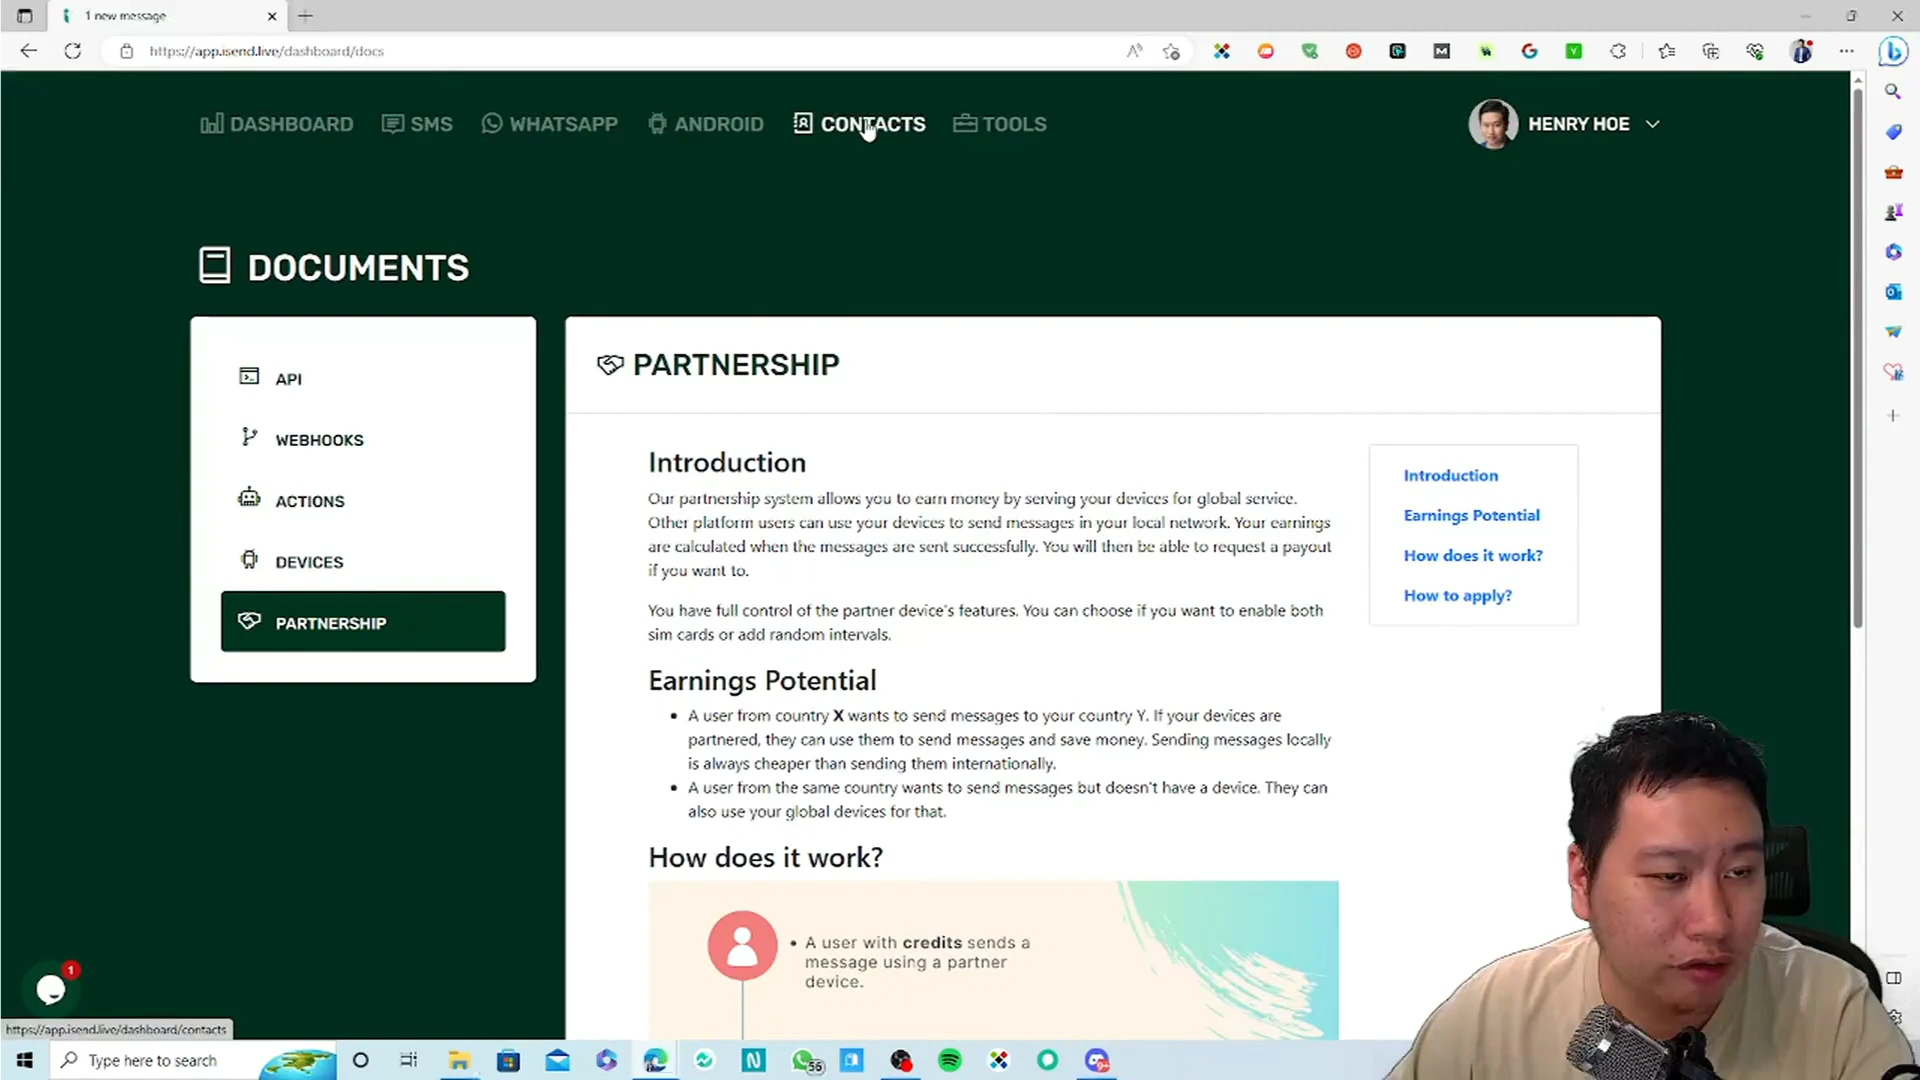 1 new message
https://app.isend.live/dashboard/docs
DASHBOARD SMS WHATSAPP ANDROID CONTACTS TOOLS HENRY HOE
DOCUMENTS
API
WEBHOOKS
ACTIONS
DEVICES
PARTNERSHIP
PARTNERSHIP
Introduction
Our partnership system allows you to earn money by serving your devices for global service.
Other platform users can use your devices to send messages in your local network. Your earnings
are calculated when the messages are sent successfully. You will then be able to request a payout
if you want to.
You have full control of the partner device's features. You can choose if you want to enable both
sim cards or add random intervals.
Earnings Potential
• A user from country X wants to send messages to your country Y. If your devices are
partnered, they can use them to send messages and save money. Sending messages locally
is always cheaper than sending them internationally.
• A user from the same country wants to send messages but doesn't have a device. They can
also use your global devices for that.
How does it work?
• A user with credits sends a
message using a partner
device.
Introduction
Earnings Potential
How does it work?
How to apply?
1
https://app.isend.live/dashboard/contacts
Type here to search
56